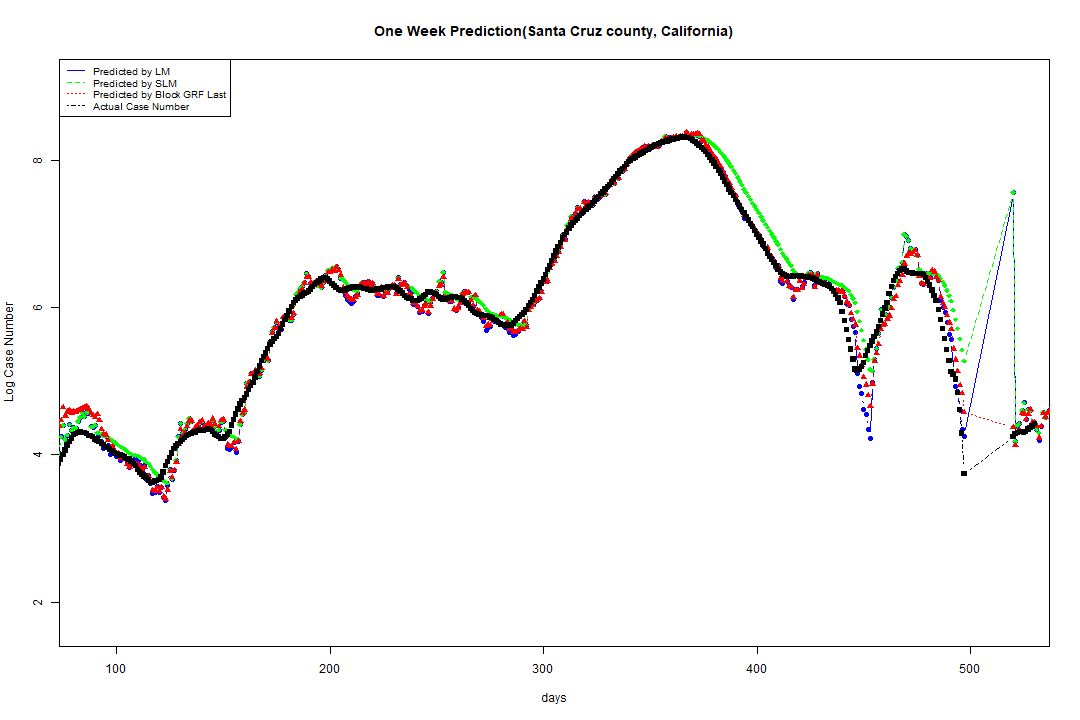 One Week Prediction(Santa Cruz county, California)
Predicted by LM
Predicted by SLM
Predicted by Block GRF Last
Actual Case Number
Log Case Number
8
6
4
2
100 200 300 400 500
days